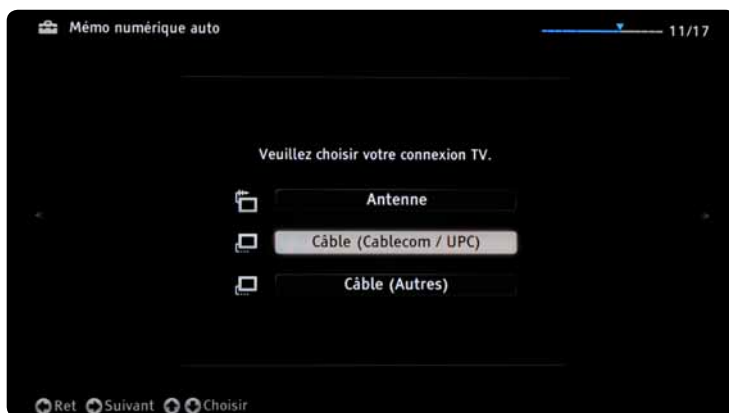 Mémo numérique auto
11/17
Veuillez choisir votre connexion TV.
Antenne
Câble (Cablecom / UPC)
Câble (Autres)
Ret Suivant Choisir